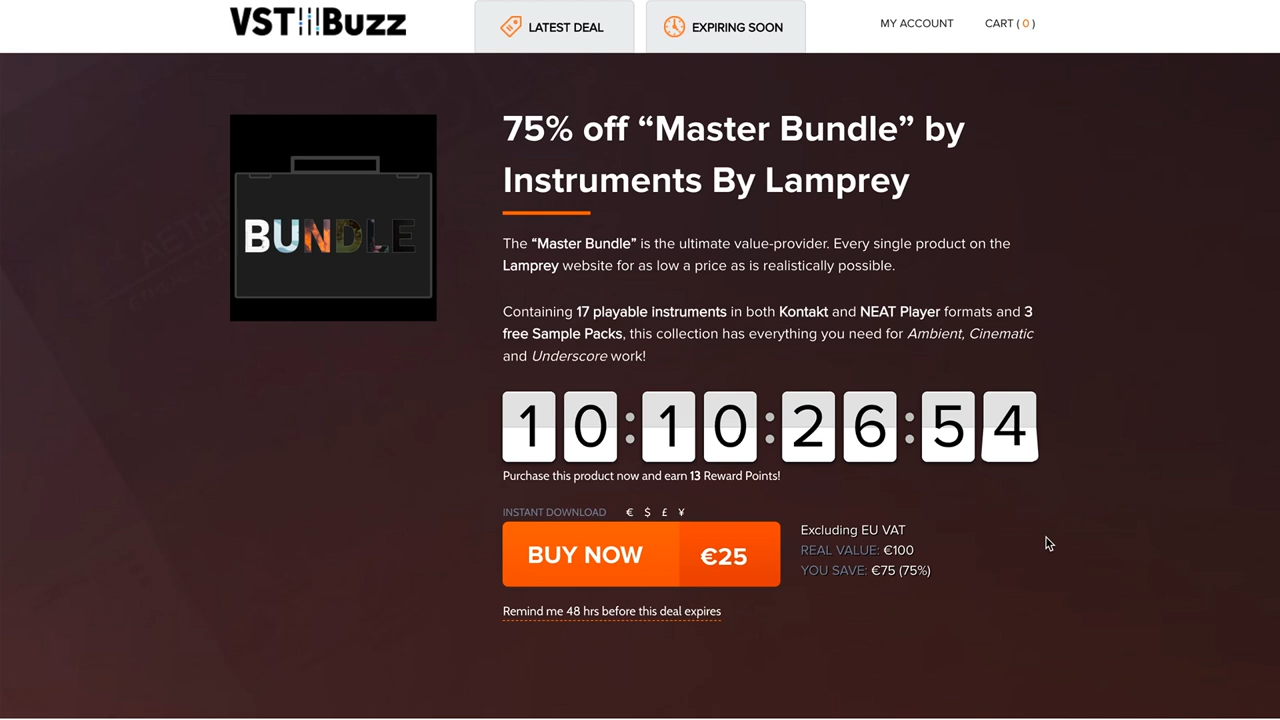 VST Buzz
LATEST DEAL
EXPIRING SOON
MY ACCOUNT
CART ( 0 )
BUNDLE
75% off “Master Bundle” by
Instruments By Lamprey
The “Master Bundle” is the ultimate value-provider. Every single product on the
Lamprey website for as low a price as is realistically possible.
Containing 17 playable instruments in both Kontakt and NEAT Player formats and 3
free Sample Packs, this collection has everything you need for Ambient, Cinematic
and Underscore work!
10:10:26:54
Purchase this product now and earn 13 Reward Points!
INSTANT DOWNLOAD € $ £ ¥
BUY NOW €25
Excluding EU VAT
REAL VALUE: €100
YOU SAVE: €75 (75%)
Remind me 48 hrs before this deal expires